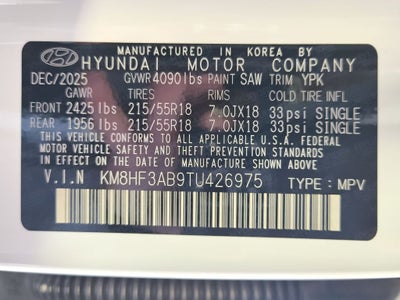 MANUFACTURED IN KOREA BY
HYUNDAI MOTOR COMPANY
DEC/2025 GVWR 4090lbs PAINT SAW TRIM YPK
GAWR TIRES RIMS COLD TIRE INFL
FRONT 2425 lbs 215/55R18 7.0JX18 33psi SINGLE
REAR 1956 lbs 215/55R18 7.0JX18 33psi SINGLE
THIS VEHICLE CONFORMS TO ALL APPLICABLE U.S.A. FEDERAL
MOTOR VEHICLE SAFETY, BUMPER, AND THEFT PREVENTION
STANDARDS IN EFFECT ON THE DATE OF MANUFACTURE SHOWN ABOVE.
V.I.N KM8HF3AB9TU426975 TYPE : MPV